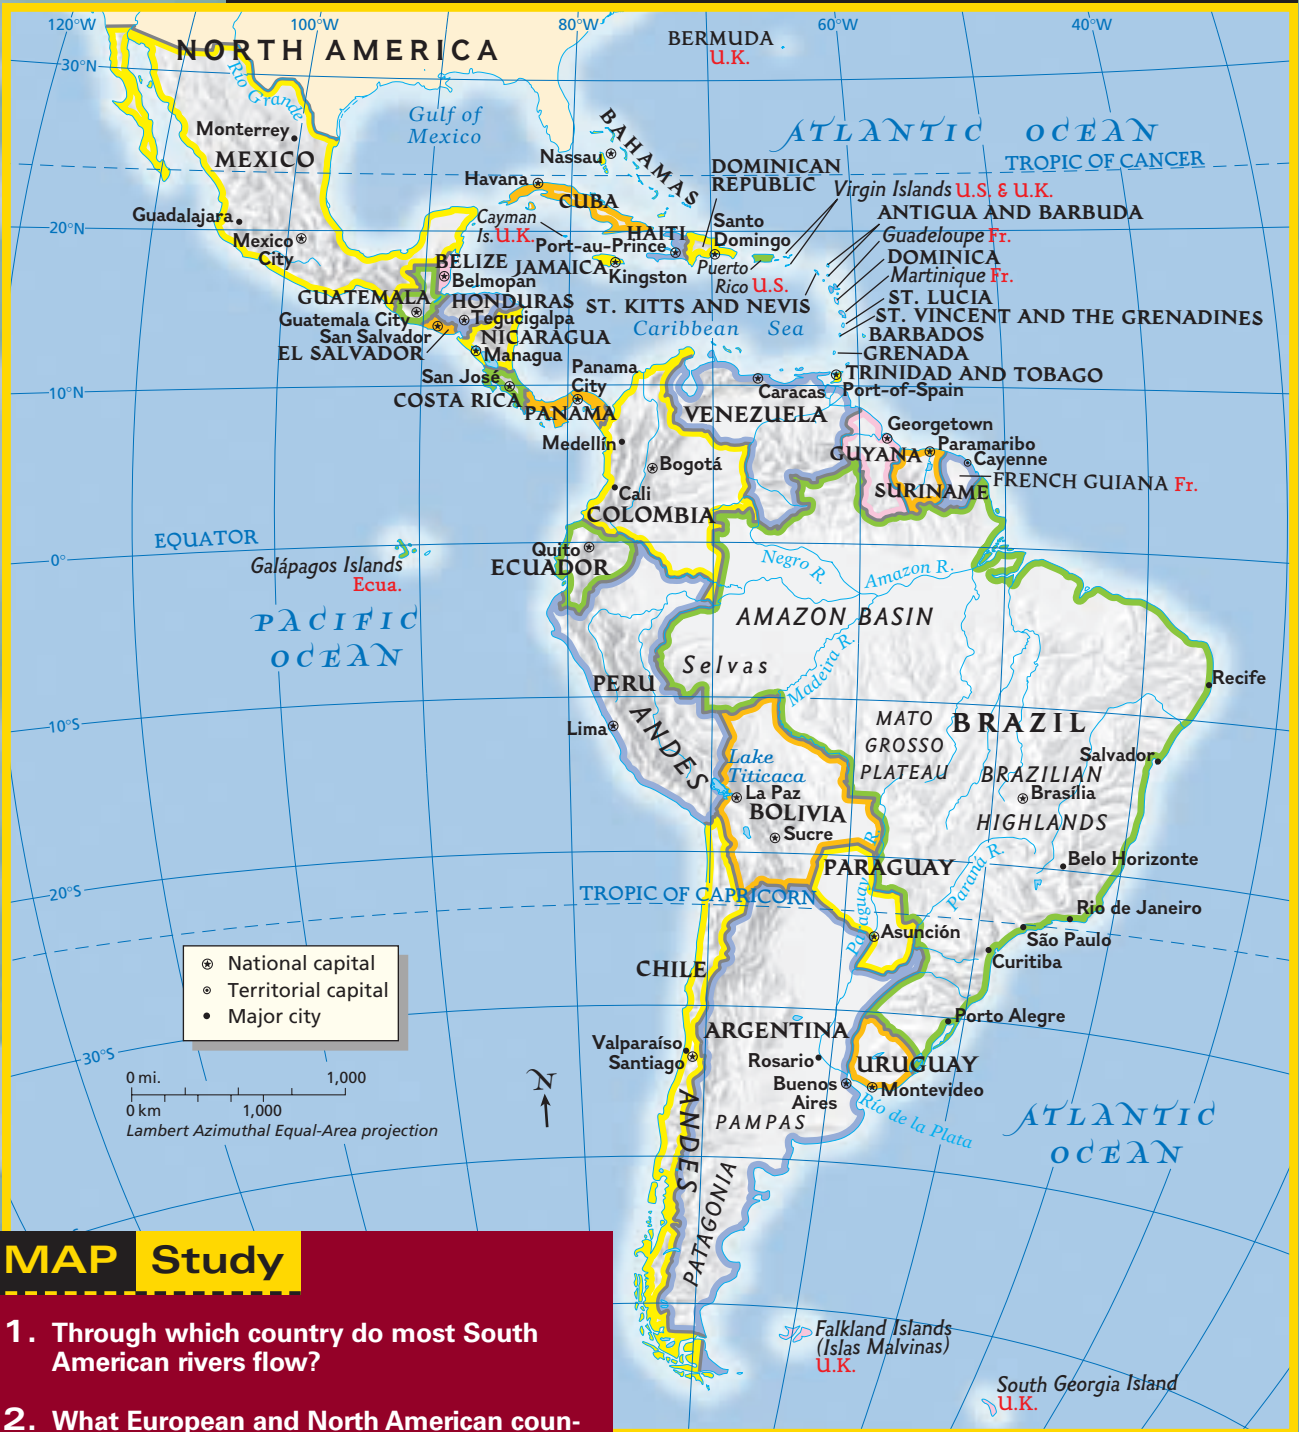 120°W
100°W
80°W
60°W
40°W
NORTH AMERICA
BERMUDA
U.K.
30°N
Río Grande
Gulf of
Mexico
BAHAMAS
ATLANTIC OCEAN
Monterrey
MEXICO
Nassau
TROPIC OF CANCER
DOMINICAN
REPUBLIC
Havana
CUBA
Virgin Islands U.S. & U.K.
Guadalajara
20°N
Mexico
City
Cayman
Is. U.K.
HAITI
Port-au-Prince
Santo
Domingo
ANTIGUA AND BARBUDA
Guadeloupe Fr.
DOMINICA
Martinique Fr.
BELIZE
Belmopan
JAMAICA
Kingston
Puerto
Rico U.S.
GUATEMALA
HONDURAS
ST. KITTS AND NEVIS
ST. LUCIA
Guatemala City
Tegucigalpa
ST. VINCENT AND THE GRENADINES
San Salvador
NICARAGUA
Caribbean Sea
BARBADOS
EL SALVADOR
Managua
GRENADA
San José
Panama
City
TRINIDAD AND TOBAGO
10°N
COSTA RICA
PANAMA
Caracas
Port-of-Spain
VENEZUELA
Georgetown
Medellín
GUYANA
Paramaribo
Cayenne
Bogotá
FRENCH GUIANA Fr.
Cali
SURINAME
COLOMBIA
EQUATOR
0°
Galápagos Islands
Ecua.
Quito
ECUADOR
Negro R.
Amazon R.
PACIFIC
OCEAN
AMAZON BASIN
Selvas
Madeira R.
PERU
Recife
ANDES
10°S
Lima
MATO
GROSSO
PLATEAU
BRAZIL
Lake
Titicaca
Salvador
BRAZILIAN
HIGHLANDS
La Paz
Brasília
BOLIVIA
Sucre
PARAGUAY
Paraguay R.
Paraná R.
Belo Horizonte
20°S
TROPIC OF CAPRICORN
Rio de Janeiro
Asunción
São Paulo
Curitiba
National capital
Territorial capital
Major city
CHILE
Porto Alegre
ARGENTINA
30°S
Valparaíso
Santiago
Rosario
URUGUAY
Buenos
Aires
Montevideo
0 mi. 1,000
0 km 1,000
Lambert Azimuthal Equal-Area projection
N
ANDES
PAMPAS
Río de la Plata
ATLANTIC
OCEAN
PATAGONIA
Falkland Islands
(Islas Malvinas)
U.K.
South Georgia Island
U.K.
MAP Study
1. Through which country do most South
American rivers flow?
2. What European and North American coun-